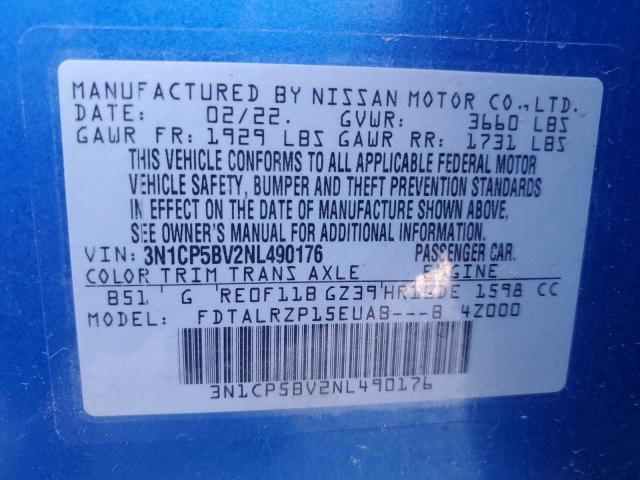 MANUFACTURED BY NISSAN MOTOR CO., LTD.
DATE: 02/22. GVWR: 3660 LBS
GAWR FR: 1929 LBS GAWR RR: 1731 LBS
THIS VEHICLE CONFORMS TO ALL APPLICABLE FEDERAL MOTOR
VEHICLE SAFETY, BUMPER AND THEFT PREVENTION STANDARDS
IN EFFECT ON THE DATE OF MANUFACTURE SHOWN ABOVE.
SEE OWNER'S MANUAL FOR ADDITIONAL INFORMATION.
VIN: 3N1CP5BV2NL490176 PASSENGER CAR.
COLOR TRIM TRANS AXLE ENGINE
B51 G RE0F11B GZ39 1598 CC
MODEL: FDTALRZP15EUAB---B 4Z000
3N1CP5BV2NL490176